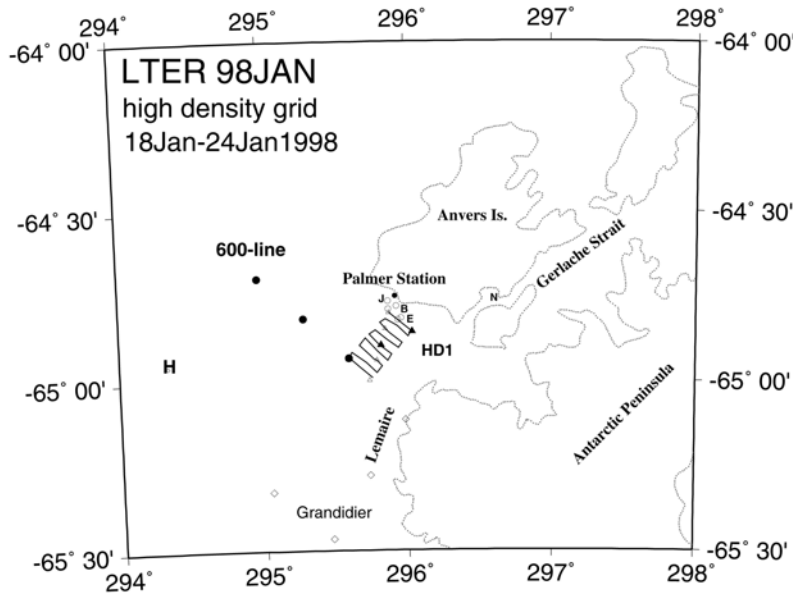 294 295 296 297 298
-64° 00' -64° 00'
LTER 98JAN
high density grid
18Jan-24Jan1998
-64° 30' -64° 30'
Anvers Is.
Gerlache Strait
600-line
Palmer Station
J N
B
E
HD1
H
-65° 00' -65° 00'
Antarctic Peninsula
Lemaire
Grandidier
-65° 30' -65° 30'
294° 295° 296° 297° 298°